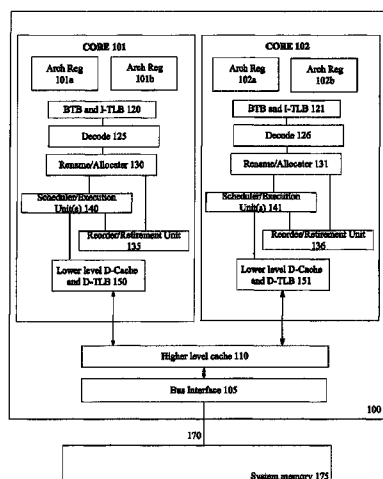 CORE 101
Arch Reg
101a
Arch Reg
101b
BTB and I-TLB 120
Decode 125
Rename/Allocater 130
Scheduler/Execution
Unit(s) 140
Reorder/Retirement Unit
135
Lower level D-Cache
and D-TLB 150
CORE 102
Arch Reg
102a
Arch Reg
102b
BTB and I-TLB 121
Decode 126
Rename/Allocater 131
Scheduler/Execution
Unit(s) 141
Reorder/Retirement Unit
136
Lower level D-Cache
and D-TLB 151
Higher level cache 110
Bus Interface 105
100
170
System memory 175